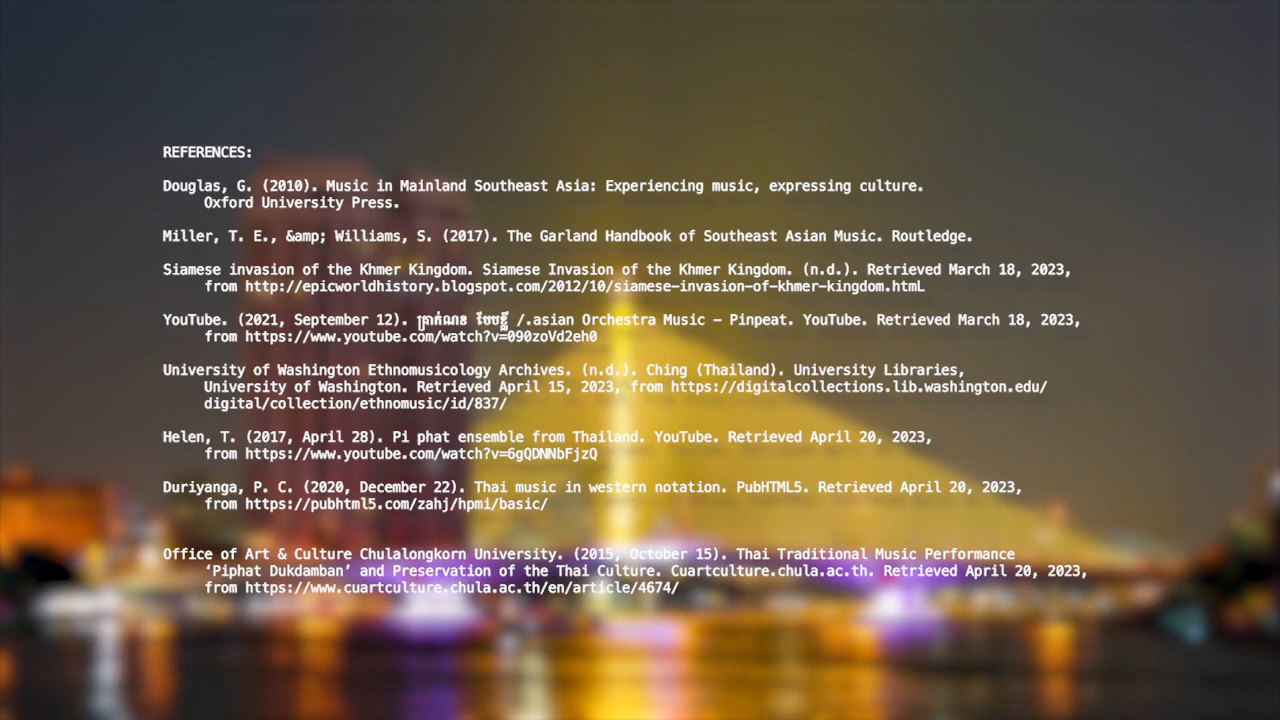 REFERENCES:
Douglas, G. (2010). Music in Mainland Southeast Asia: Experiencing music, expressing culture.
Oxford University Press.
Miller, T. E., &amp; Williams, S. (2017). The Garland Handbook of Southeast Asian Music. Routledge.
Siamese invasion of the Khmer Kingdom. Siamese Invasion of the Khmer Kingdom. (n.d.). Retrieved March 18, 2023,
from http://epicworldhistory.blogspot.com/2012/10/siamese-invasion-of-khmer-kingdom.html
YouTube. (2021, September 12). /.asian Orchestra Music - Pinpeat. YouTube. Retrieved March 18, 2023,
from https://www.youtube.com/watch?v=090zoVd2eh0
University of Washington Ethnomusicology Archives. (n.d.). Ching (Thailand). University Libraries,
University of Washington. Retrieved April 15, 2023, from https://digitalcollections.lib.washington.edu/
digital/collection/ethnomusic/id/837/
Helen, T. (2017, April 28). Pi phat ensemble from Thailand. YouTube. Retrieved April 20, 2023,
from https://www.youtube.com/watch?v=6gQDNNbFjzQ
Duriyanga, P. C. (2020, December 22). Thai music in western notation. PubHTML5. Retrieved April 20, 2023,
from https://pubhtml5.com/zahj/hpmi/basic/
Office of Art & Culture Chulalongkorn University. (2015, October 15). Thai Traditional Music Performance
‘Piphat Dukdamban’ and Preservation of the Thai Culture. Cuartculture.chula.ac.th. Retrieved April 20, 2023,
from https://www.cuartculture.chula.ac.th/en/article/4674/